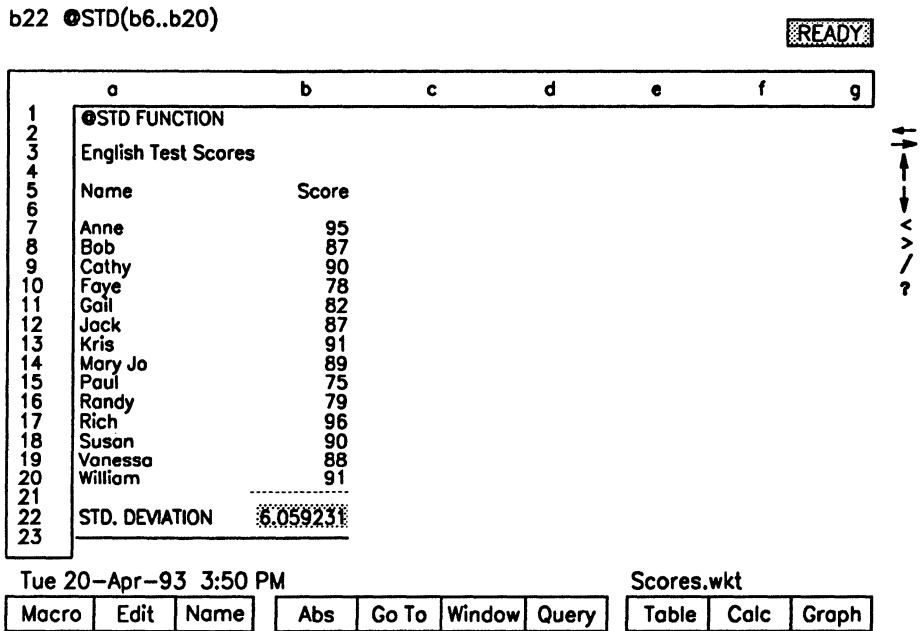 b22 @STD(b6..b20)
READY
a b c d e f g
1 @STD FUNCTION
2
3 English Test Scores
4
5 Name Score
6
7 Anne 95
8 Bob 87
9 Cathy 90
10 Faye 78
11 Gail 82
12 Jack 87
13 Kris 91
14 Mary Jo 89
15 Paul 75
16 Randy 79
17 Rich 96
18 Susan 90
19 Vanessa 88
20 William 91
21 --------------
22 STD. DEVIATION 6.059231
23
←
→
↑
↓
<
>
/
?
Tue 20-Apr-93 3:50 PM Scores.wkt
Macro Edit Name Abs Go To Window Query Table Calc Graph